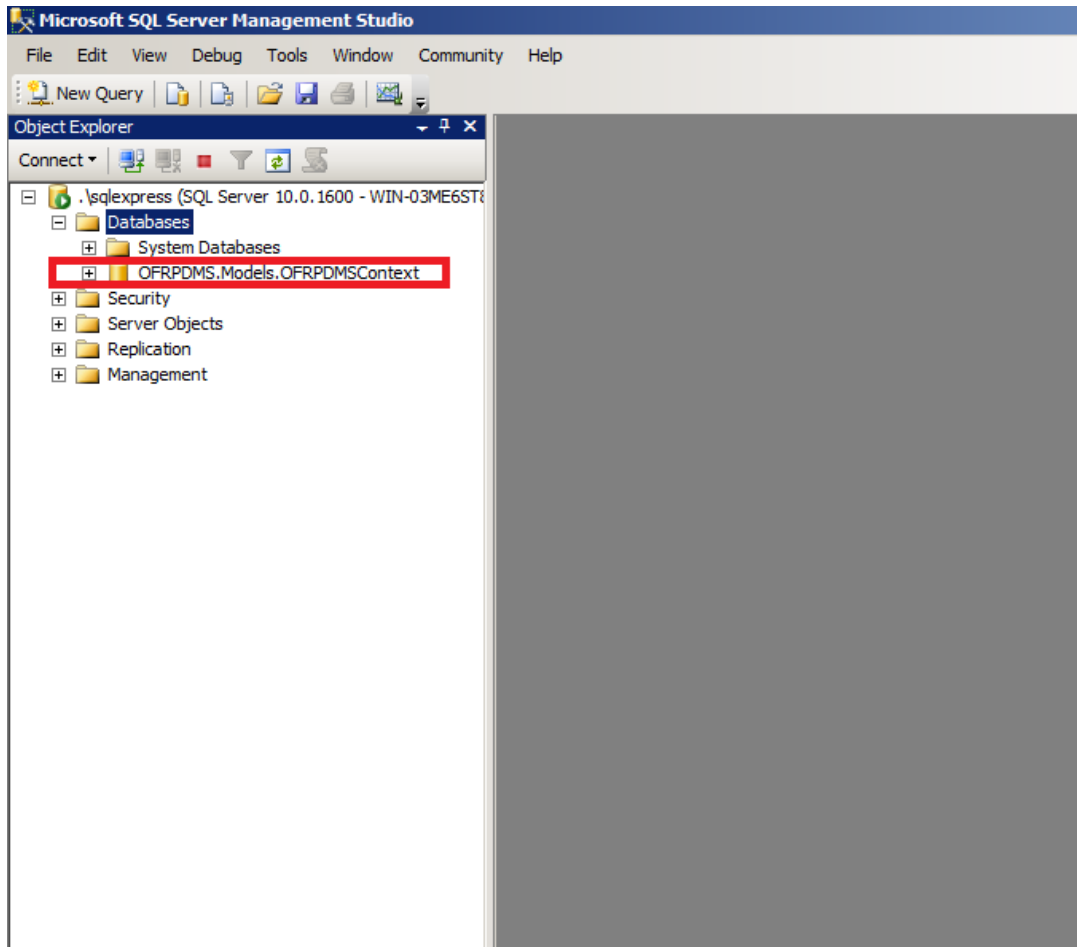 Microsoft SQL Server Management Studio
File Edit View Debug Tools Window Community Help
New Query
Object Explorer
Connect
.\sqlexpress (SQL Server 10.0.1600 - WIN-03ME6ST8
Databases
System Databases
OFRPDMS.Models.OFRPDMSContext
Security
Server Objects
Replication
Management